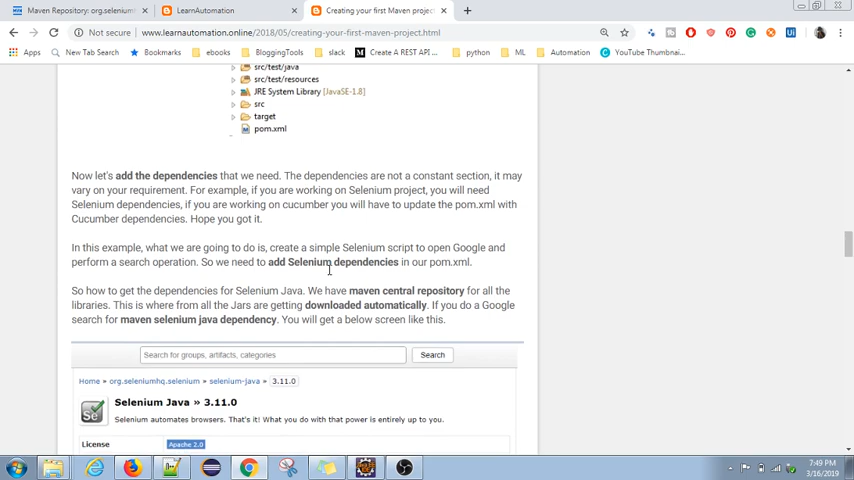 Maven Repository: org.selenium
LearnAutomation
Creating your first Maven project
Not secure
www.learnautomation.online/2018/05/creating-your-first-maven-project.html
Apps
New Tab Search
Bookmarks
ebooks
BloggingTools
slack
Create A REST API ...
python
ML
Automation
YouTube Thumbnai...
src/test/java
src/test/resources
JRE System Library [JavaSE-1.8]
src
target
pom.xml
Now let's add the dependencies that we need. The dependencies are not a constant section, it may
vary on your requirement. For example, if you are working on Selenium project, you will need
Selenium dependencies, if you are working on cucumber you will have to update the pom.xml with
Cucumber dependencies. Hope you got it.
In this example, what we are going to do is, create a simple Selenium script to open Google and
perform a search operation. So we need to add Selenium dependencies in our pom.xml.
So how to get the dependencies for Selenium Java. We have maven central repository for all the
libraries. This is where from all the Jars are getting downloaded automatically. If you do a Google
search for maven selenium java dependency. You will get a below screen like this.
Search for groups, artifacts, categories
Search
Home » org.seleniumhq.selenium » selenium-java » 3.11.0
Se
Selenium Java » 3.11.0
Selenium automates browsers. That's it! What you do with that power is entirely up to you.
License
Apache 2.0
7:49 PM
3/16/2019